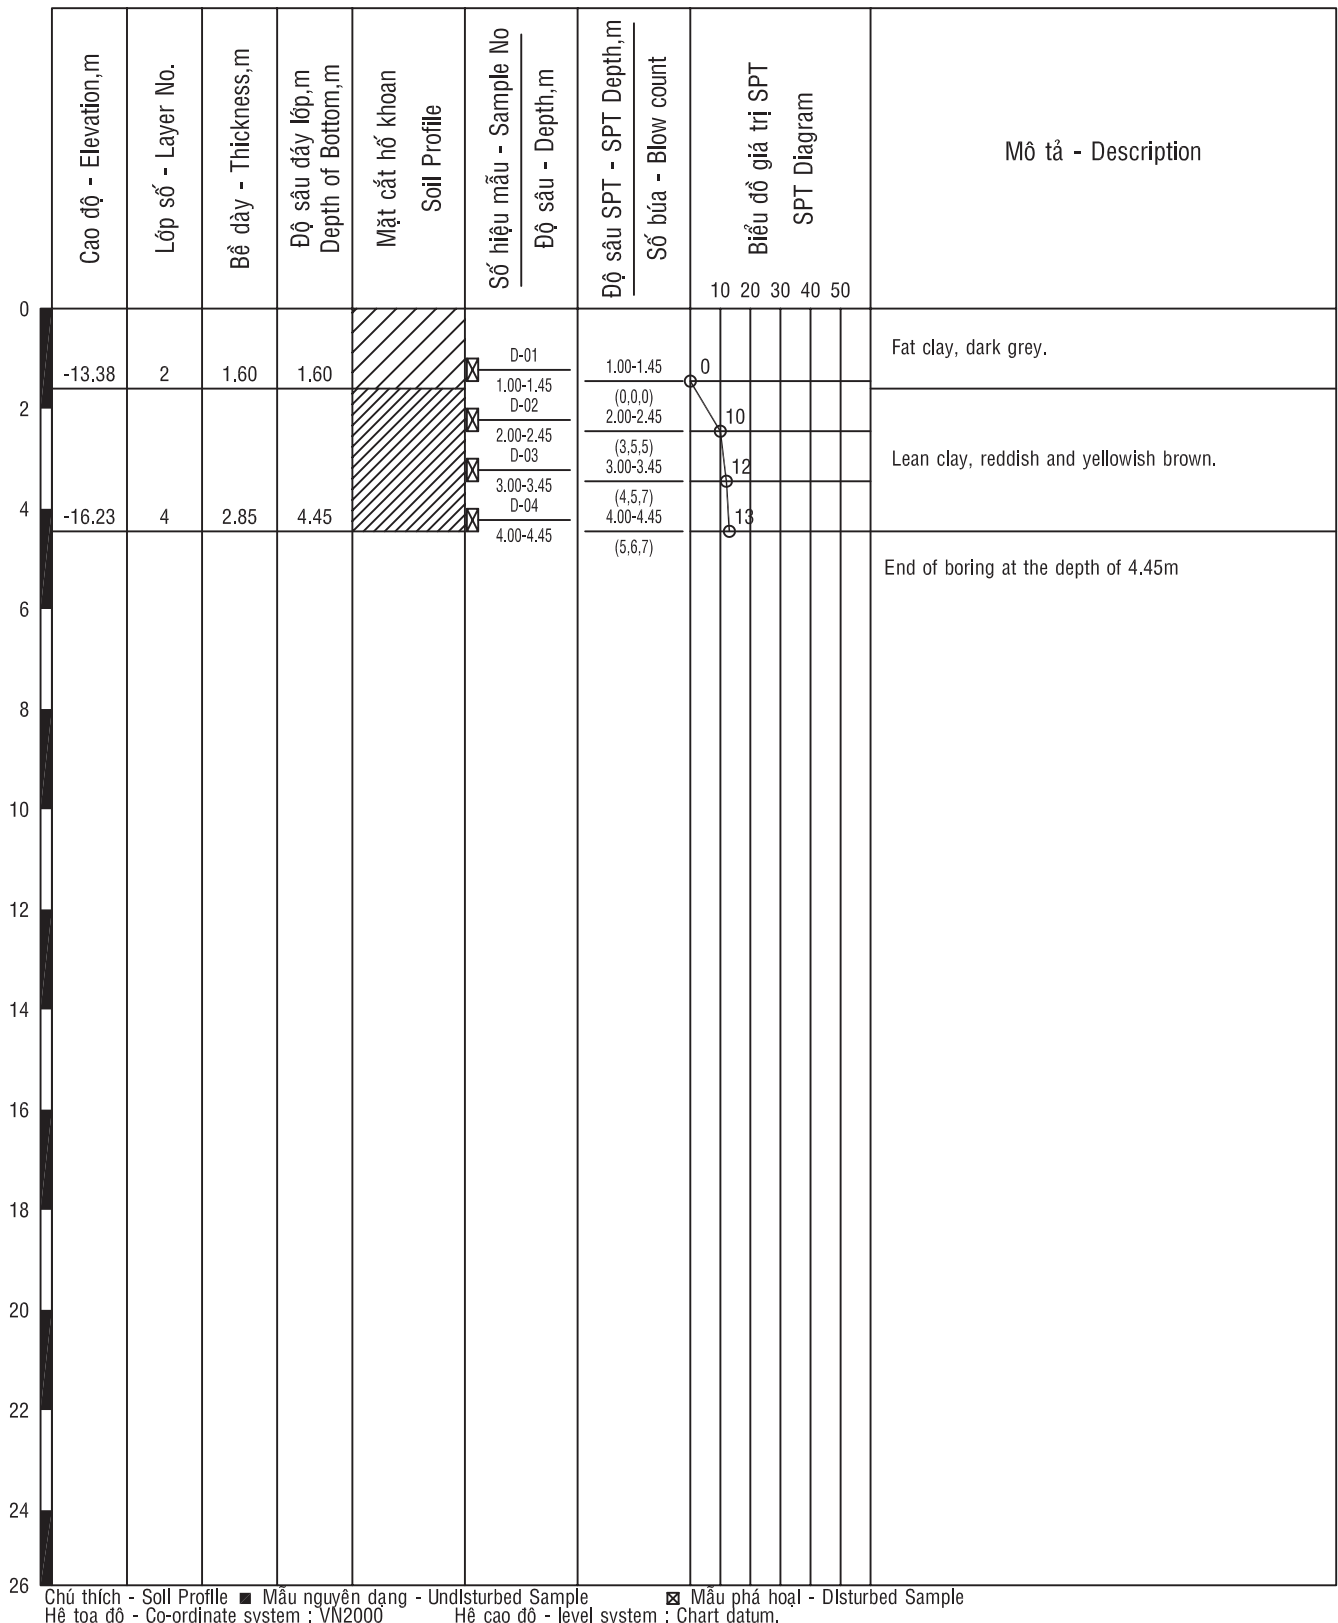 Cao độ - Elevation,m
Lớp số - Layer No.
Bề dày - Thickness,m
Độ sâu đáy lớp,m
Depth of Bottom,m
Mặt cắt hố khoan
Soil Profile
Số hiệu mẫu - Sample No
Độ sâu - Depth,m
Độ sâu SPT - SPT Depth,m
Số búa - Blow count
Biểu đồ giá trị SPT
SPT Diagram
10 20 30 40 50
Mô tả - Description
0
-13.38 2 1.60 1.60
D-01
1.00-1.45
1.00-1.45
(0,0,0)
0
Fat clay, dark grey.
2
D-02
2.00-2.45
2.00-2.45
(3,5,5)
10
D-03
3.00-3.45
3.00-3.45
(4,5,7)
12
Lean clay, reddish and yellowish brown.
4
-16.23 4 2.85 4.45
D-04
4.00-4.45
4.00-4.45
(5,6,7)
13
End of boring at the depth of 4.45m
6
8
10
12
14
16
18
20
22
24
26
Chú thích - Soil Profile Mẫu nguyên dạng - Undisturbed Sample Mẫu phá hoại - Disturbed Sample
Hệ tọa độ - Co-ordinate system : VN2000 Hệ cao độ - level system : Chart datum.